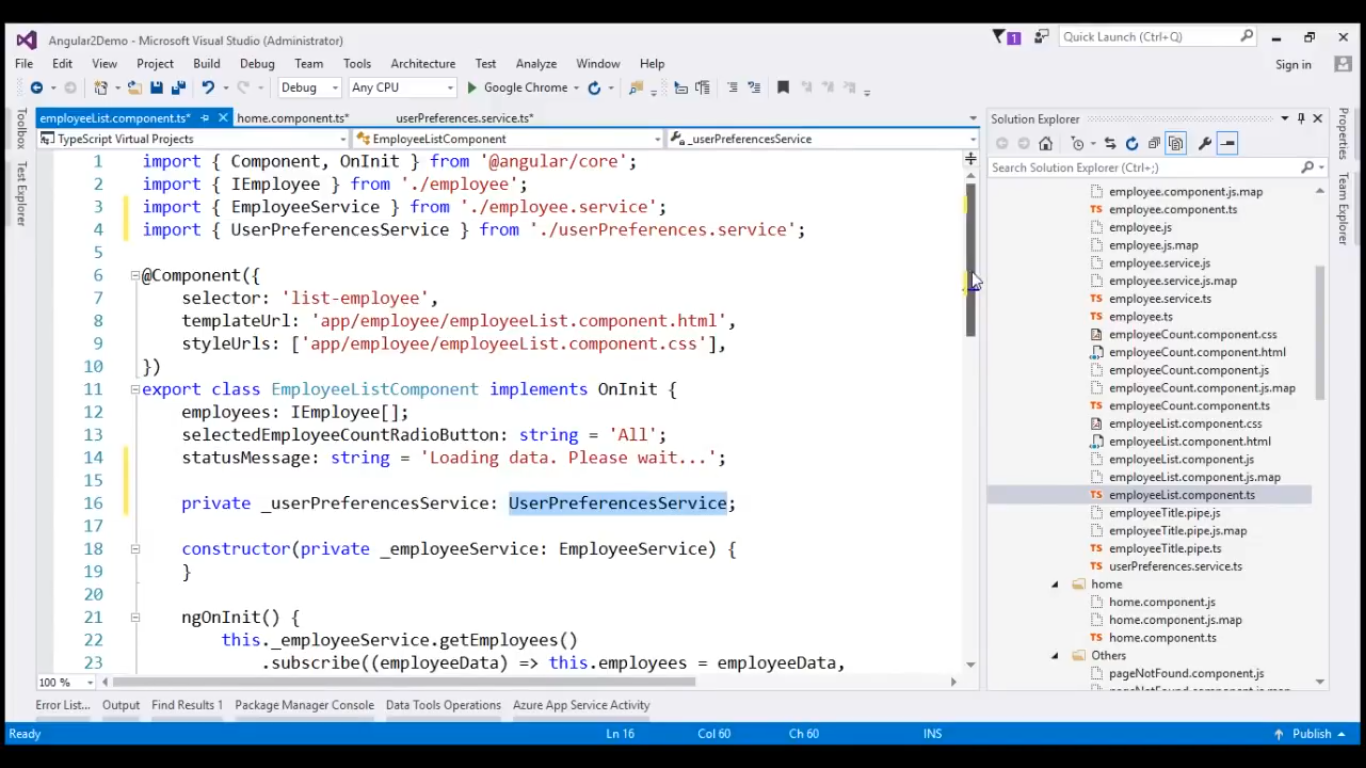 Angular2Demo - Microsoft Visual Studio (Administrator)
1
Quick Launch (Ctrl+Q)
File Edit View Project Build Debug Team Tools Architecture Test Analyze Window Help
Sign in
Debug Any CPU Google Chrome
Toolbox
Test Explorer
employeeList.component.ts* home.component.ts* userPreferences.service.ts*
TypeScript Virtual Projects EmployeeListComponent _userPreferencesService
1 import { Component, OnInit } from '@angular/core';
2 import { IEmployee } from './employee';
3 import { EmployeeService } from './employee.service';
4 import { UserPreferencesService } from './userPreferences.service';
5
6 @Component({
7 selector: 'list-employee',
8 templateUrl: 'app/employee/employeeList.component.html',
9 styleUrls: ['app/employee/employeeList.component.css'],
10 })
11 export class EmployeeListComponent implements OnInit {
12 employees: IEmployee[];
13 selectedEmployeeCountRadioButton: string = 'All';
14 statusMessage: string = 'Loading data. Please wait...';
15
16 private _userPreferencesService: UserPreferencesService;
17
18 constructor(private _employeeService: EmployeeService) {
19 }
20
21 ngOnInit() {
22 this._employeeService.getEmployees()
23 .subscribe((employeeData) => this.employees = employeeData,
100 %
Solution Explorer
Search Solution Explorer (Ctrl+;)
employee.component.js.map
employee.component.ts
employee.js
employee.js.map
employee.service.js
employee.service.js.map
employee.service.ts
employee.ts
employeeCount.component.css
employeeCount.component.html
employeeCount.component.js
employeeCount.component.js.map
employeeCount.component.ts
employeeList.component.css
employeeList.component.html
employeeList.component.js
employeeList.component.js.map
employeeList.component.ts
employeeTitle.pipe.js
employeeTitle.pipe.js.map
employeeTitle.pipe.ts
userPreferences.service.ts
home
home.component.js
home.component.js.map
home.component.ts
Others
pageNotFound.component.js
Properties
Team Explorer
Error List... Output Find Results 1 Package Manager Console Data Tools Operations Azure App Service Activity
Ready Ln 16 Col 60 Ch 60 INS Publish